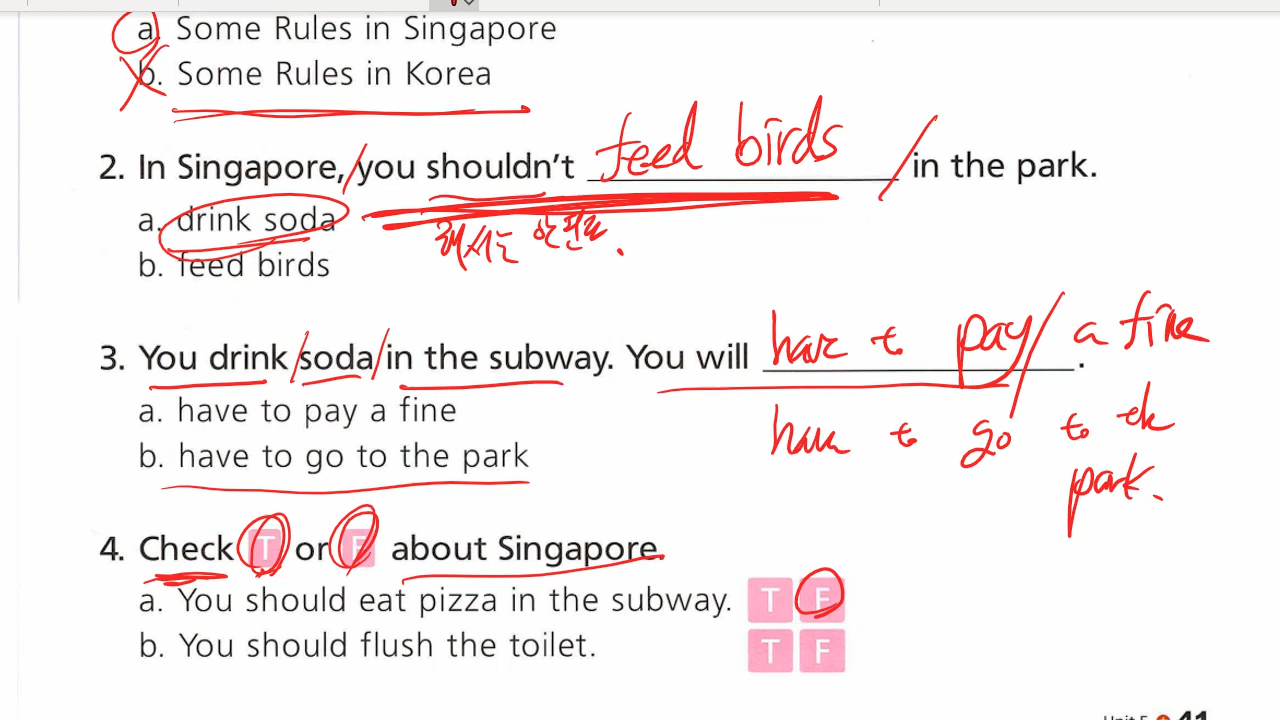 a. Some Rules in Singapore
b. Some Rules in Korea
2. In Singapore, you shouldn't feed birds in the park.
a. drink soda
해서는 안된다.
b. feed birds
3. You drink soda in the subway. You will have to pay a fine.
a. have to pay a fine
have to go to the
b. have to go to the park
park.
4. Check T or F about Singapore.
a. You should eat pizza in the subway. T F
b. You should flush the toilet. T F
Unit 5 41